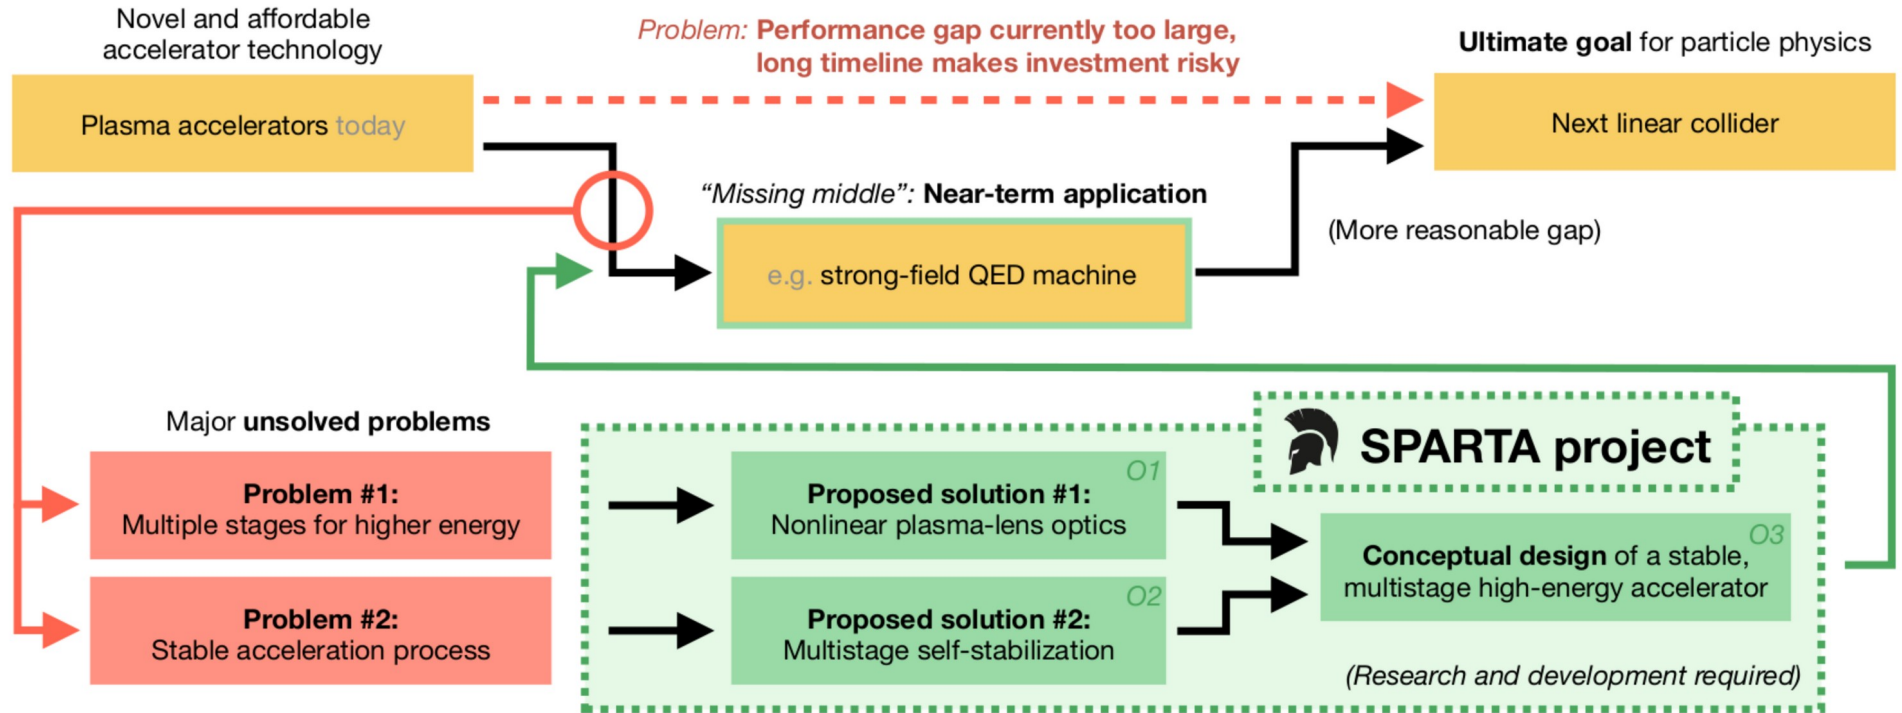 Novel and affordable
accelerator technology
Plasma accelerators today
Problem: Performance gap currently too large,
long timeline makes investment risky
Ultimate goal for particle physics
Next linear collider
"Missing middle": Near-term application
e.g. strong-field QED machine
(More reasonable gap)
Major unsolved problems
Problem #1:
Multiple stages for higher energy
Problem #2:
Stable acceleration process
SPARTA project
O1
Proposed solution #1:
Nonlinear plasma-lens optics
O2
Proposed solution #2:
Multistage self-stabilization
O3
Conceptual design of a stable,
multistage high-energy accelerator
(Research and development required)